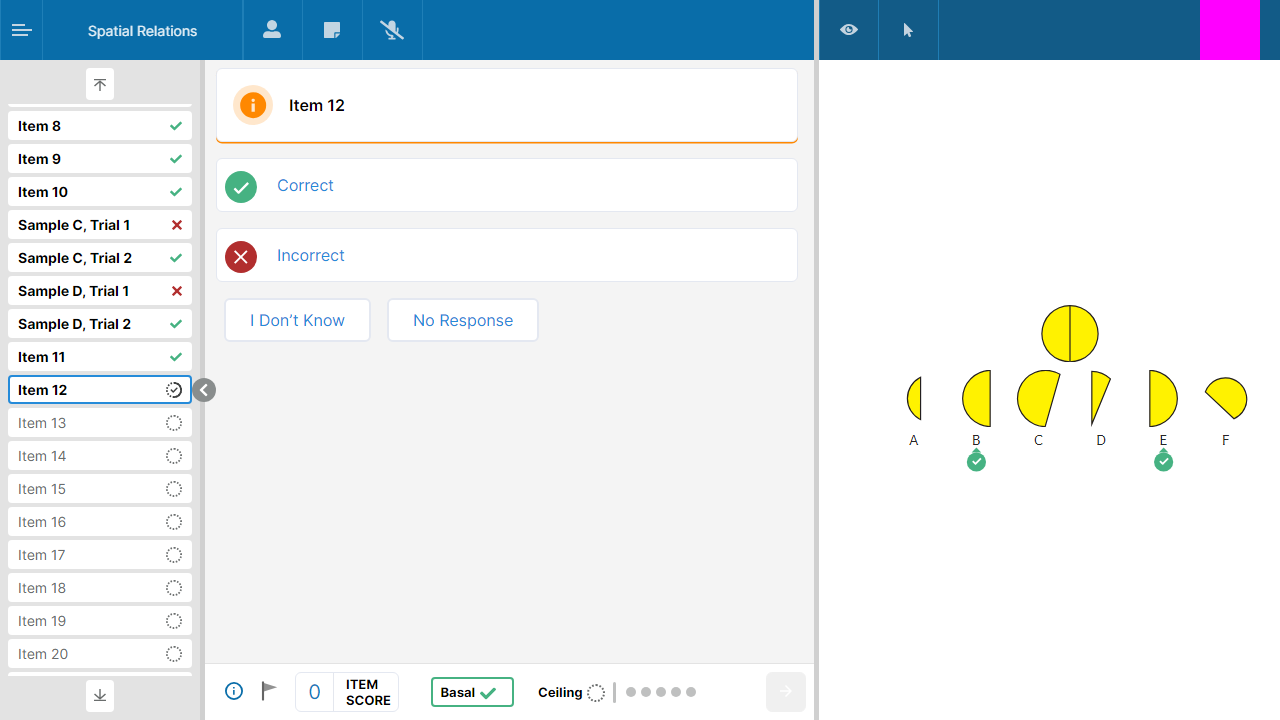 Spatial Relations
Item 8
Item 9
Item 10
Sample C, Trial 1
Sample C, Trial 2
Sample D, Trial 1
Sample D, Trial 2
Item 11
Item 12
Item 13
Item 14
Item 15
Item 16
Item 17
Item 18
Item 19
Item 20
Item 12
Correct
Incorrect
I Don’t Know
No Response
0
ITEM
SCORE
Basal
Ceiling
A B C D E F